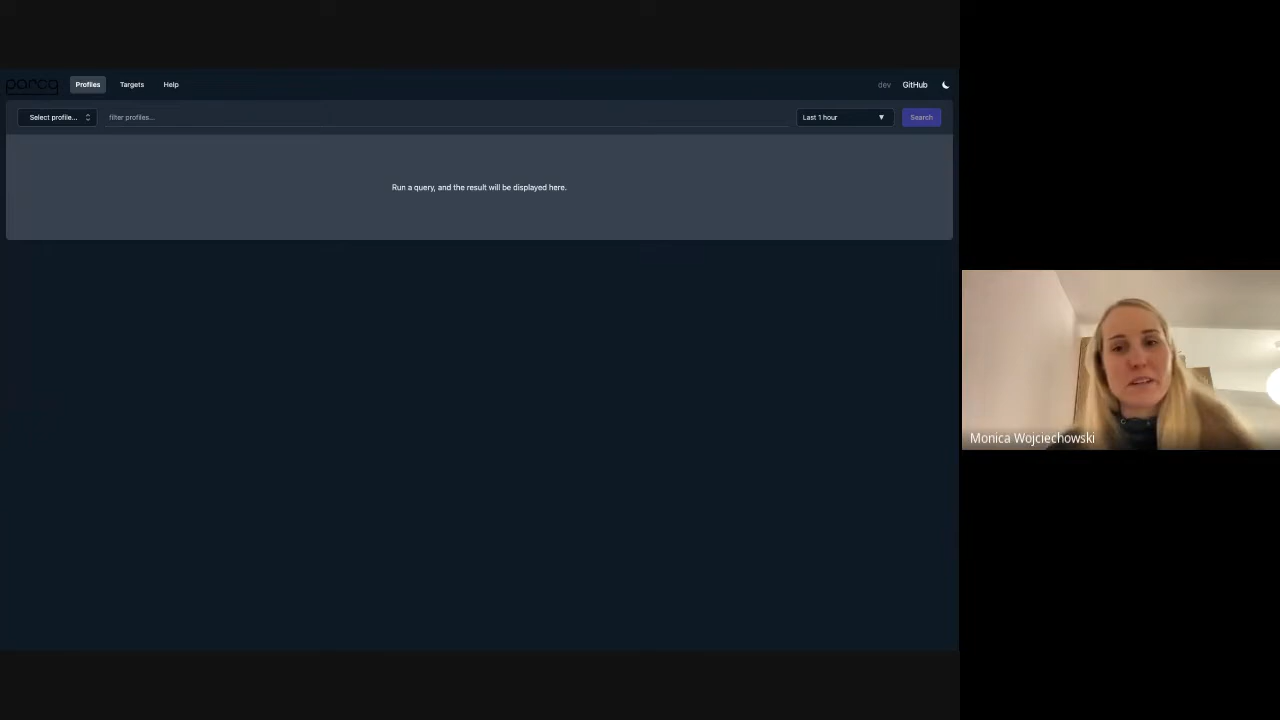 parca
Profiles
Targets
Help
dev
GitHub
Select profile...
filter profiles...
Last 1 hour
Search
Run a query, and the result will be displayed here.
Monica Wojciechowski